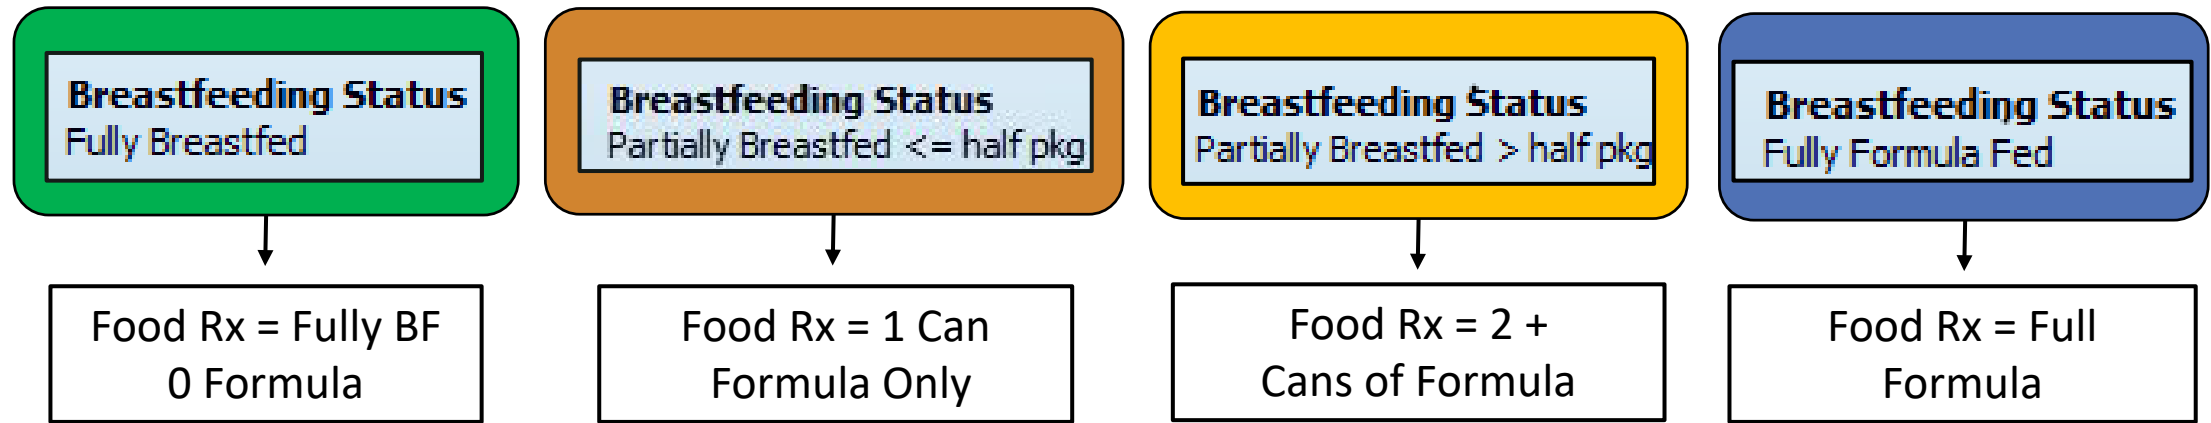 Breastfeeding Status
Fully Breastfed
Breastfeeding Status
Partially Breastfed <= half pkg
Breastfeeding Status
Partially Breastfed > half pkg
Breastfeeding Status
Fully Formula Fed
Food Rx = Fully BF
0 Formula
Food Rx = 1 Can
Formula Only
Food Rx = 2 +
Cans of Formula
Food Rx = Full
Formula